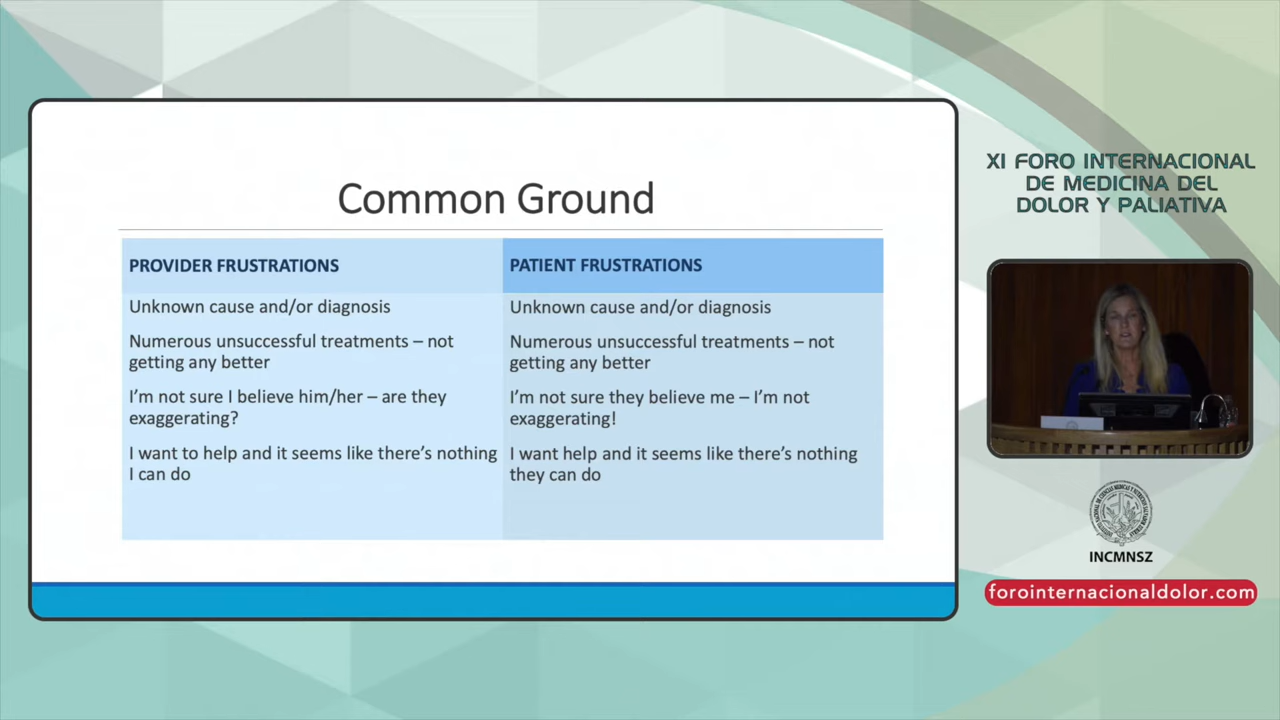 Common Ground
PROVIDER FRUSTRATIONS
Unknown cause and/or diagnosis
Numerous unsuccessful treatments – not
getting any better
I’m not sure I believe him/her – are they
exaggerating?
I want to help and it seems like there’s nothing
I can do
PATIENT FRUSTRATIONS
Unknown cause and/or diagnosis
Numerous unsuccessful treatments – not
getting any better
I’m not sure they believe me – I’m not
exaggerating!
I want help and it seems like there’s nothing
they can do
XI FORO INTERNACIONAL
DE MEDICINA DEL
DOLOR Y PALIATIVA
INCMNSZ
forointernacionaldolor.com